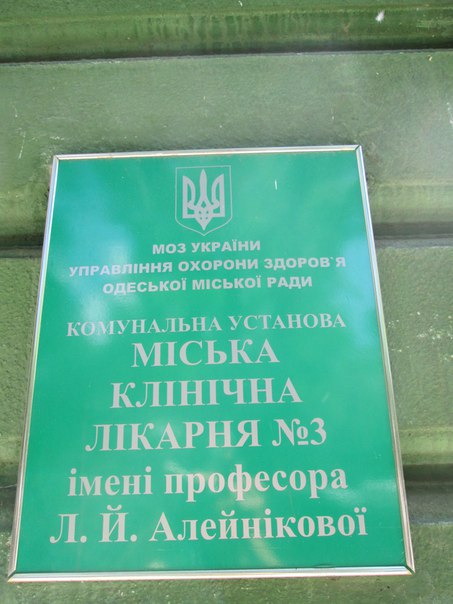 МОЗ УКРАЇНИ
УПРАВЛІННЯ ОХОРОНИ ЗДОРОВ`Я
ОДЕСЬКОЇ МІСЬКОЇ РАДИ
КОМУНАЛЬНА УСТАНОВА
МІСЬКА
КЛІНІЧНА
ЛІКАРНЯ №3
імені професора
Л. Й. Алейнікової